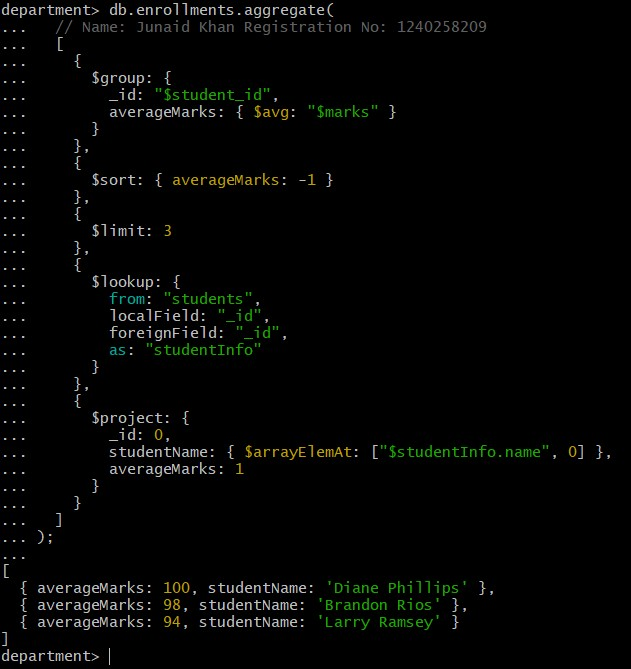 department> db.enrollments.aggregate(
...   // Name: Junaid Khan Registration No: 1240258209
...   [
...     {
...       $group: {
...         _id: "$student_id",
...         averageMarks: { $avg: "$marks" }
...       }
...     },
...     {
...       $sort: { averageMarks: -1 }
...     },
...     {
...       $limit: 3
...     },
...     {
...       $lookup: {
...         from: "students",
...         localField: "_id",
...         foreignField: "_id",
...         as: "studentInfo"
...       }
...     },
...     {
...       $project: {
...         _id: 0,
...         studentName: { $arrayElemAt: ["$studentInfo.name", 0] },
...         averageMarks: 1
...       }
...     }
...   ]
... );
...
[
  { averageMarks: 100, studentName: 'Diane Phillips' },
  { averageMarks: 98, studentName: 'Brandon Rios' },
  { averageMarks: 94, studentName: 'Larry Ramsey' }
]
department>